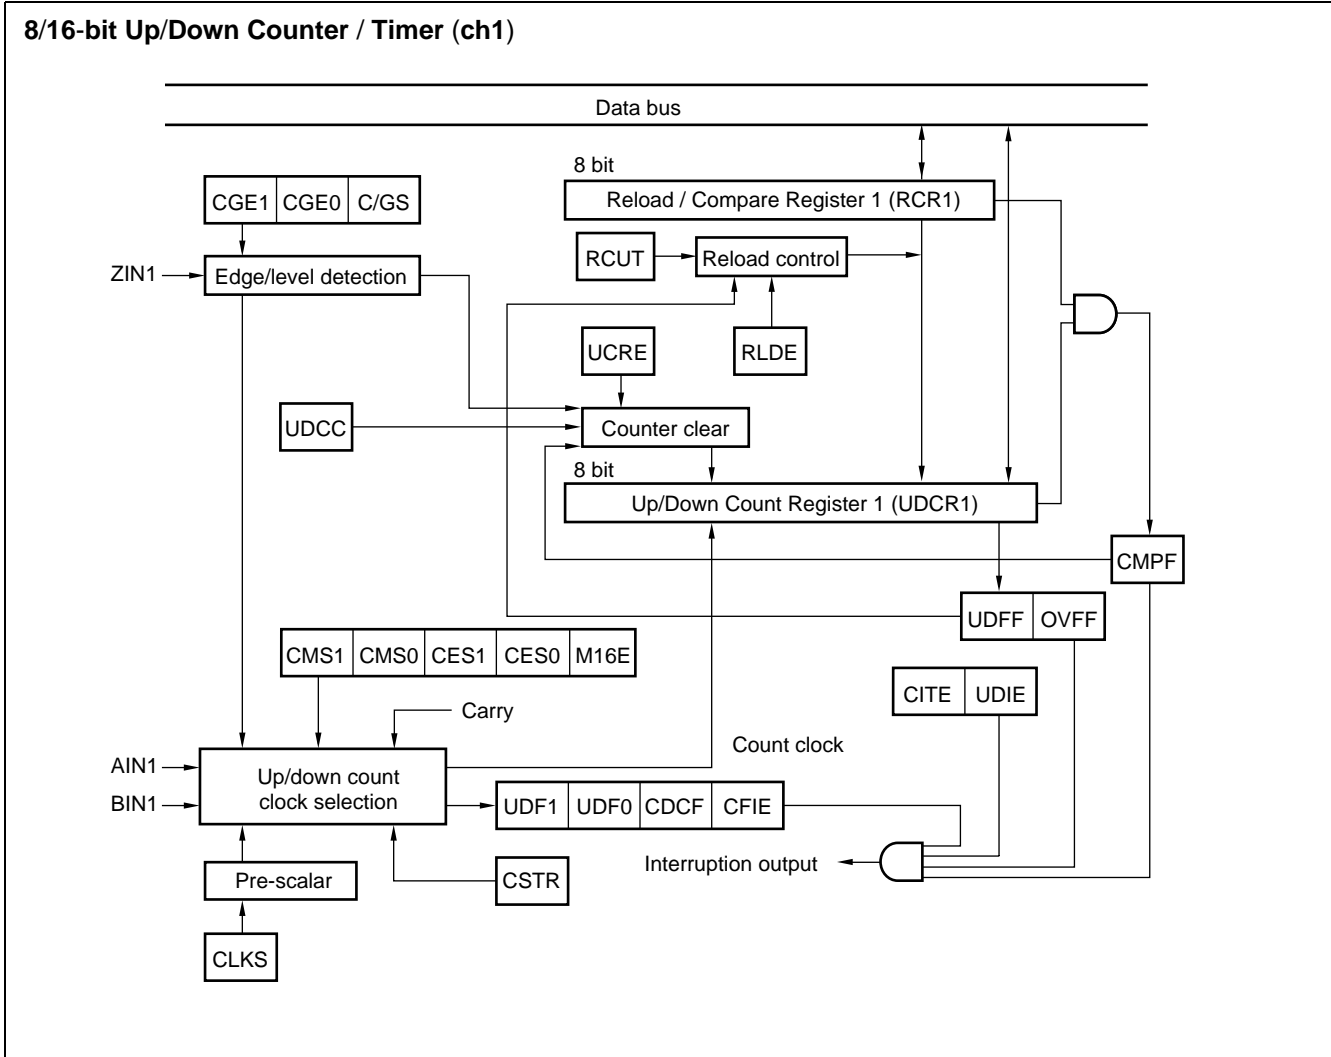 8/16-bit Up/Down Counter / Timer (ch1)
Data bus
8 bit
CGE1 CGE0 C/GS
Reload / Compare Register 1 (RCR1)
RCUT
Reload control
ZIN1
Edge/level detection
UCRE
RLDE
UDCC
Counter clear
8 bit
Up/Down Count Register 1 (UDCR1)
CMPF
UDFF OVFF
CMS1 CMS0 CES1 CES0 M16E
CITE UDIE
Carry
Count clock
AIN1
BIN1
Up/down count
clock selection
UDF1 UDF0 CDCF CFIE
Interruption output
Pre-scalar
CSTR
CLKS